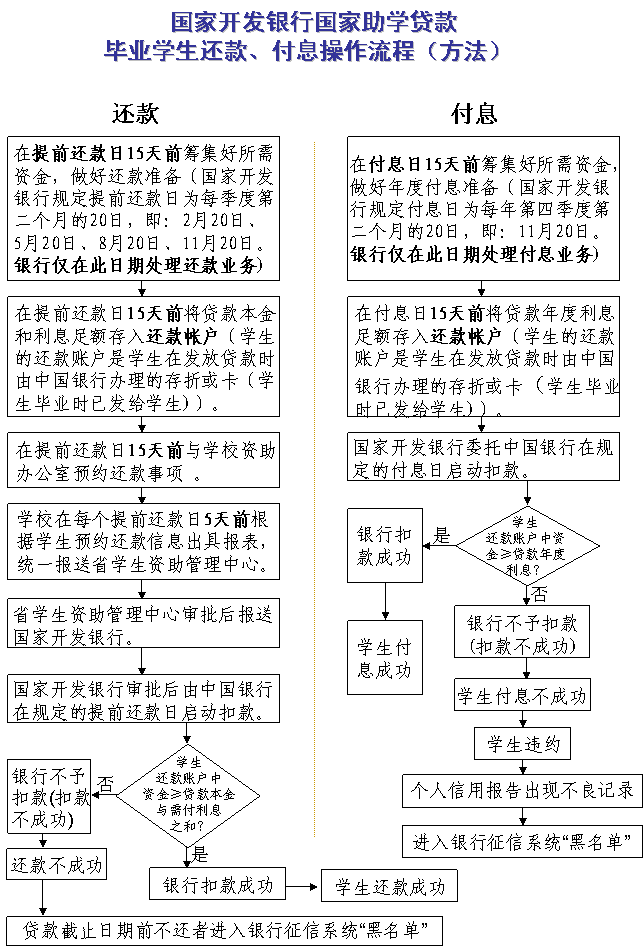 国家开发银行国家助学贷款
毕业学生还款、付息操作流程（方法）
还款
在提前还款日15天前筹集好所需
资金，做好还款准备（国家开发
银行规定提前还款日为每季度第
二个月的20日，即：2月20日、
5月20日、8月20日、11月20日。
银行仅在此日期处理还款业务)
在提前还款日15天前将贷款本金
和利息足额存入还款帐户（学生
的还款账户是学生在发放贷款时
由中国银行办理的存折或卡（学
生毕业时已发给学生)）。
在提前还款日15天前与学校资助
办公室预约还款事项 。
学校在每个提前还款日5天前根
据学生预约还款信息出具报表，
统一报送省学生资助管理中心。
省学生资助管理中心审批后报送
国家开发银行。
国家开发银行审批后由中国银行
在规定的提前还款日启动扣款。
学生
还款账户中
资金≥贷款本金
与需付利息
之和?
否
银行不予
扣款(扣款
不成功)
还款不成功
是
银行扣款成功
学生还款成功
贷款截止日期前不还者进入银行征信系统“黑名单”
付息
在付息日15天前筹集好所需资金，
做好年度付息准备（国家开发银
行规定付息日为每年第四季度第
二个月的20日，即：11月20日。
银行仅在此日期处理付息业务)
在付息日15天前将贷款年度利息
足额存入还款帐户（学生的还款
账户是学生在发放贷款时由中国
银行办理的存折或卡（学生毕业
时已发给学生)）。
国家开发银行委托中国银行在规
定的付息日启动扣款。
学生
还款账户中资
金≥贷款年度
利息?
是
银行扣
款成功
学生付
息成功
否
银行不予扣款
(扣款不成功)
学生付息不成功
学生违约
个人信用报告出现不良记录
进入银行征信系统“黑名单”